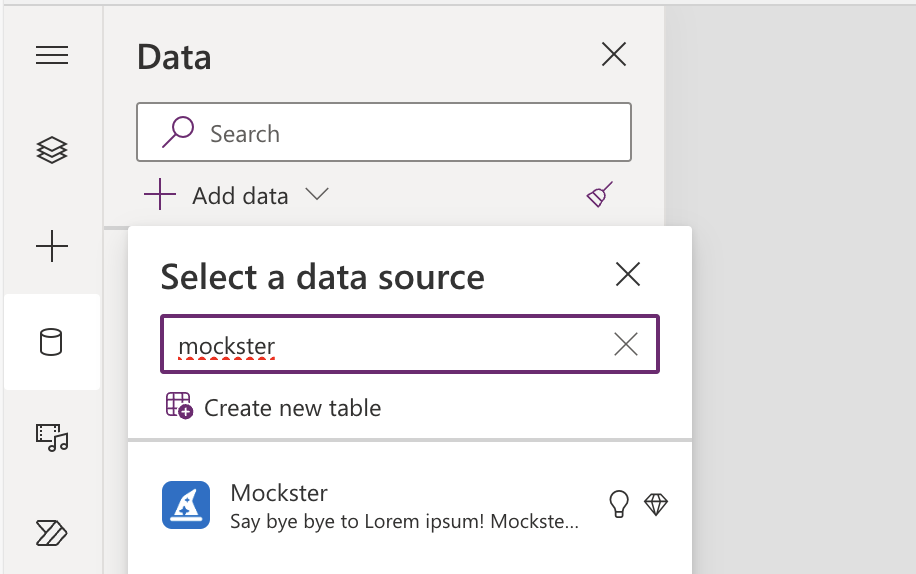 Data
Search
Add data
Select a data source
mockster
Create new table
Mockster
Say bye bye to Lorem ipsum! Mockste...